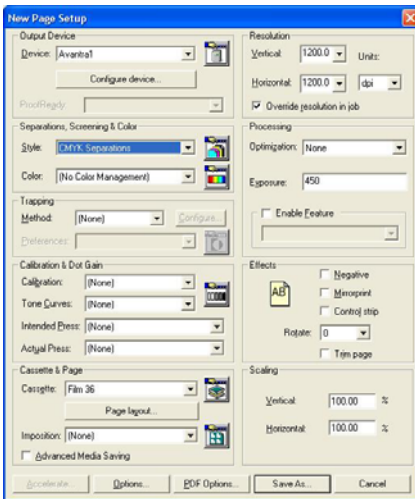 New Page Setup
Output Device
Device: Avantra1
Configure device...
ProofReady:
Separations, Screening & Color
Style: CMYK Separations
Color: (No Color Management)
Trapping
Method: (None) Configure...
Preferences:
Calibration & Dot Gain
Calibration: (None)
Tone Curves: (None)
Intended Press: (None)
Actual Press: (None)
Cassette & Page
Cassette: Film 36
Page layout...
Imposition: (None)
Advanced Media Saving
Resolution
Vertical: 1200.0 Units:
Horizontal: 1200.0 dpi
Override resolution in job
Processing
Optimization: None
Exposure: 450
Enable Feature
Effects
AB
Negative
Mirrorprint
Control strip
Rotate: 0
Trim page
Scaling
Vertical: 100.00 %
Horizontal: 100.00 %
Accelerate... Options... PDF Options... Save As... Cancel